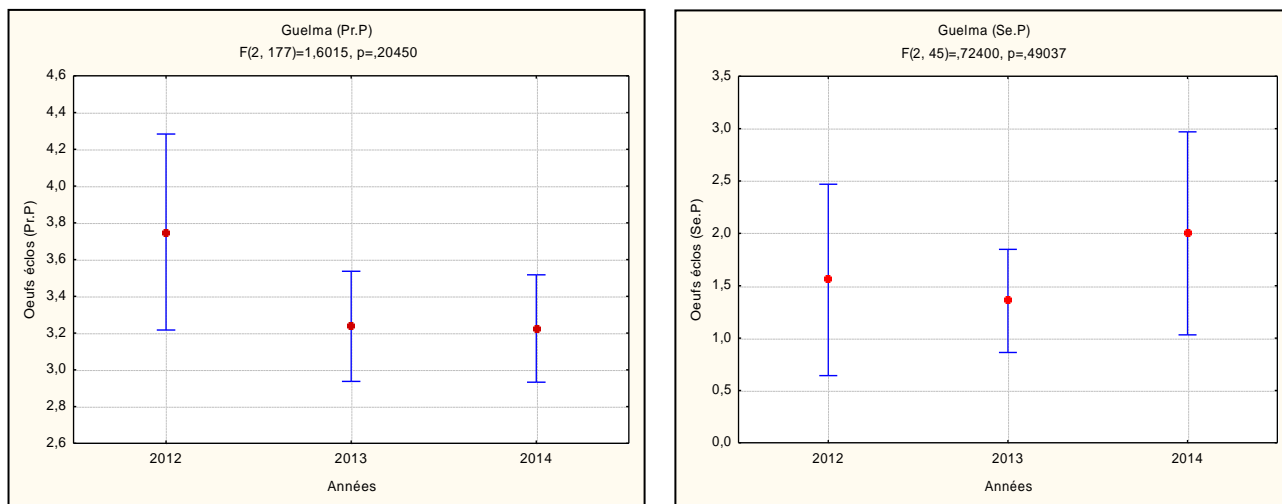 Guelma (Pr.P)
F(2, 177)=1,6015, p=,20450
4,6
4,4
4,2
4,0
3,8
3,6
3,4
3,2
3,0
2,8
2,6
Oeufs éclos (Pr.P)
2012 2013 2014
Années
Guelma (Se.P)
F(2, 45)=,72400, p=,49037
3,5
3,0
2,5
2,0
1,5
1,0
0,5
0,0
Oeufs éclos (Se.P)
2012 2013 2014
Années